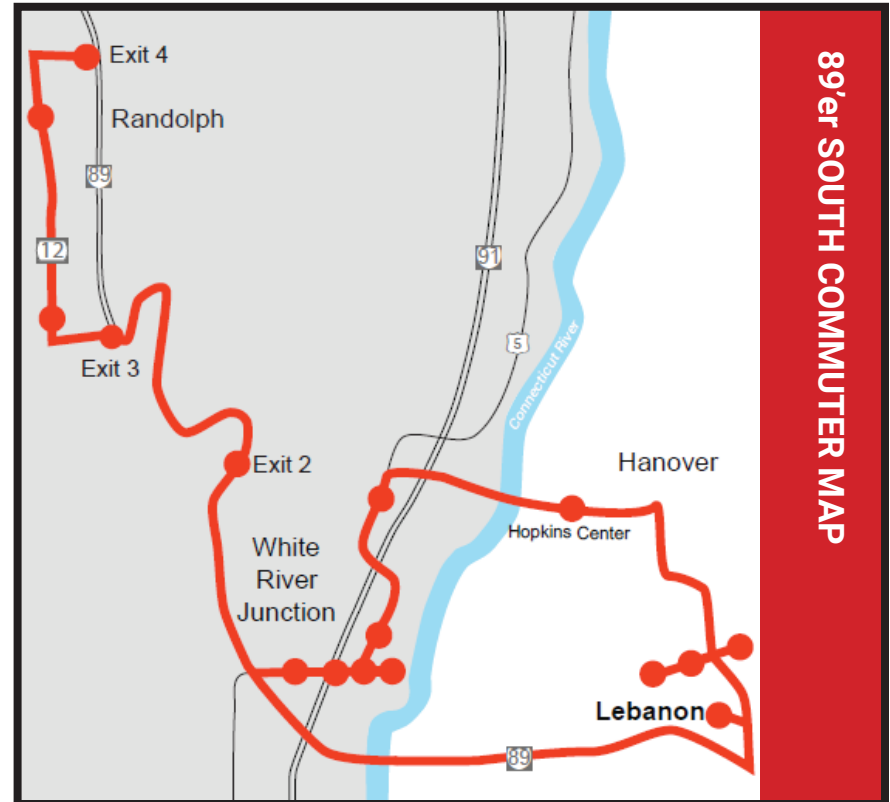 Exit 4
Randolph
89
12
91
5
Connecticut River
Exit 3
Exit 2
Hanover
Hopkins Center
White
River
Junction
Lebanon
89
89'er SOUTH COMMUTER MAP